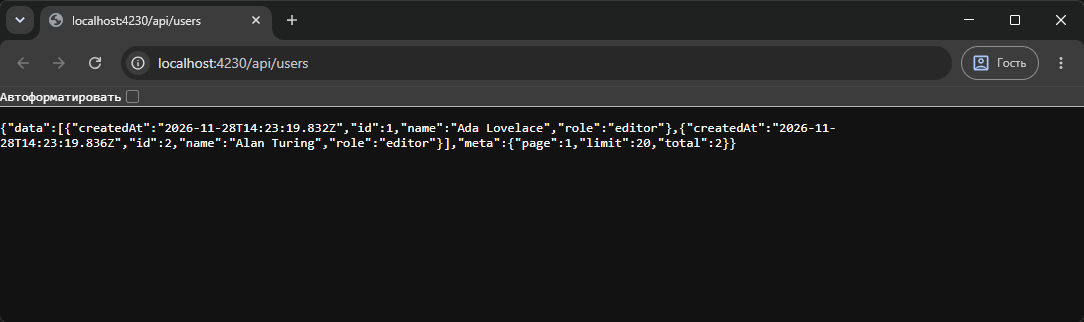 localhost:4230/api/users
localhost:4230/api/users
Гость
Автоформатировать
{"data":[{"createdAt":"2026-11-28T14:23:19.832Z","id":1,"name":"Ada Lovelace","role":"editor"},{"createdAt":"2026-11-
28T14:23:19.836Z","id":2,"name":"Alan Turing","role":"editor"}],"meta":{"page":1,"limit":20,"total":2}}